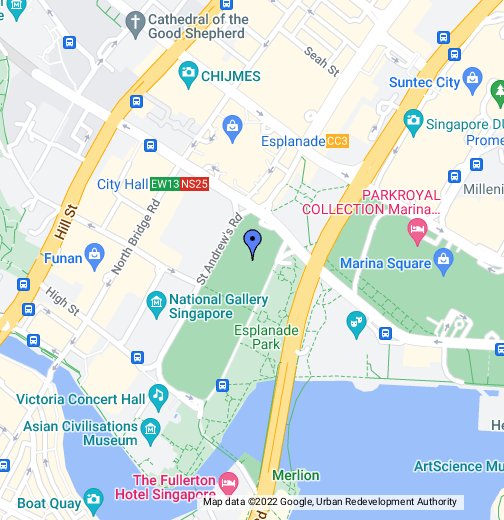 Cathedral of the
Good Shepherd
Seah St
CHIJMES
Suntec City
Singapore DU
Prome
Esplanade CC3
City Hall EW13 NS25
PARKROYAL
COLLECTION Marina...
Milleni
Hill St
North Bridge Rd
St Andrew's Rd
Funan
Marina Square
High St
National Gallery
Singapore
Esplanade
Park
Victoria Concert Hall
Asian Civilisations
Museum
He
The Fullerton
Hotel Singapore
Merlion
ArtScience Mus
Boat Quay
Map data ©2022 Google, Urban Redevelopment Authority